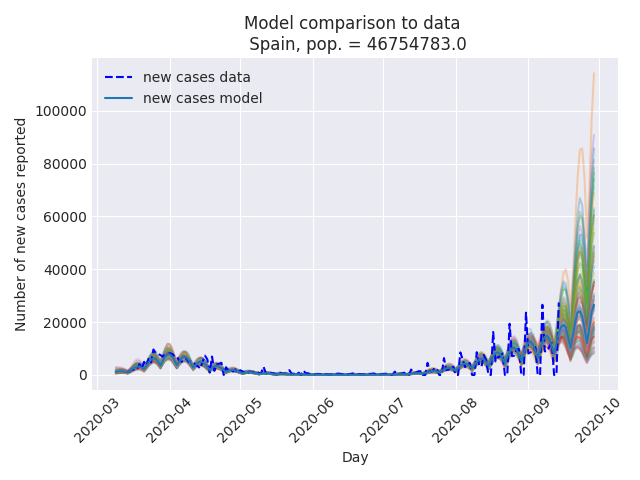 Model comparison to data
Spain, pop. = 46754783.0
new cases data
new cases model
Number of new cases reported
100000
80000
60000
40000
20000
0
2020-03
2020-04
2020-05
2020-06
2020-07
2020-08
2020-09
2020-10
Day